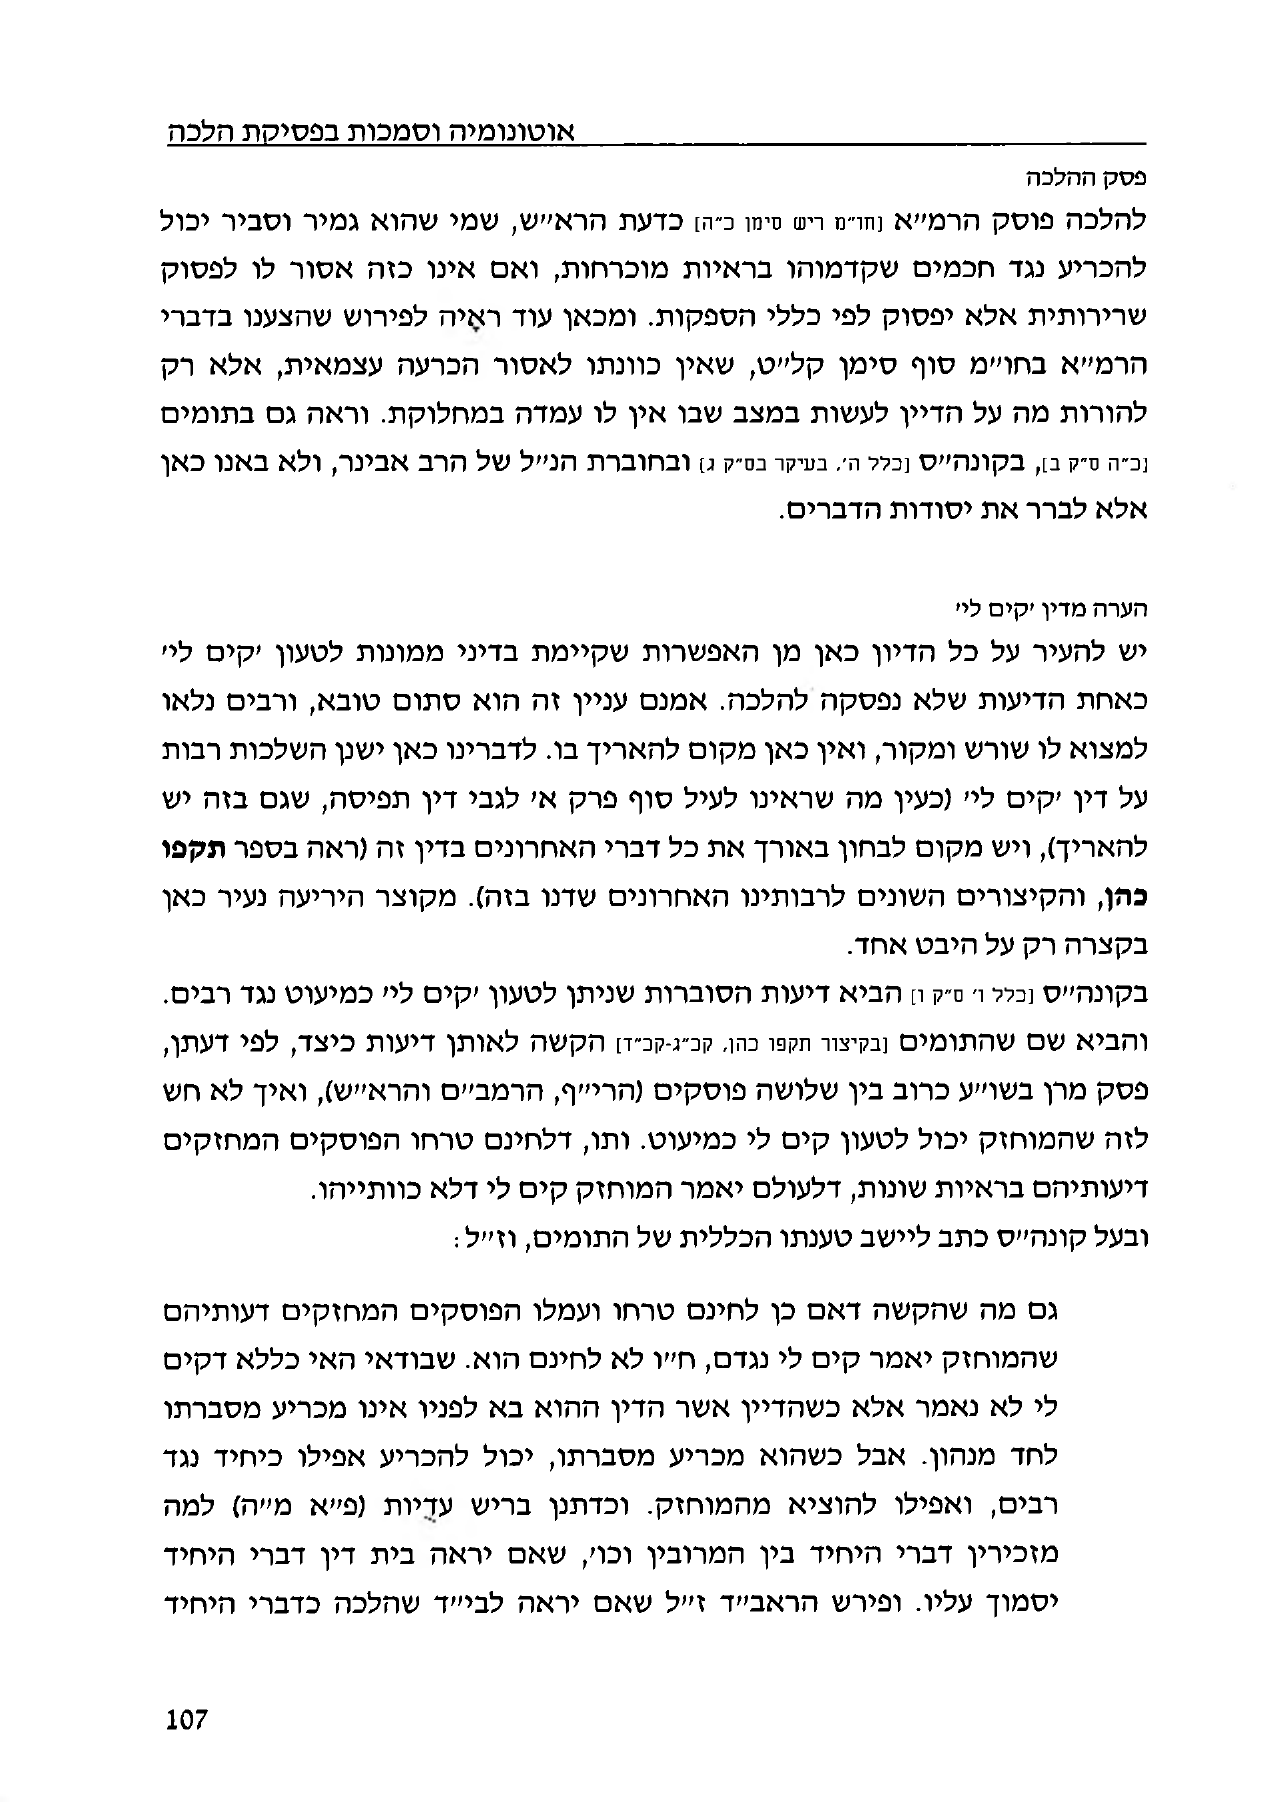 אוטונומיה וסמכות בפסיקת הלכה
פסק ההלכה
להלכה פוסק הרמ״א [חו״מ ריש סימן כ״ה] כדעת הרא״ש, שמי שהוא גמיר וסביר יכול
להכריע נגד חכמים שקדמוהו בראיות מוכרחות, ואם אינו כזה אסור לו לפסוק
שרירותית אלא יפסוק לפי כללי הספקות. ומכאן עוד ראיה לפירוש שהצענו בדברי
הרמ״א בחו״מ סוף סימן קל״ט, שאין כוונתו לאסור הכרעה עצמאית, אלא רק
להורות מה על הדיין לעשות במצב שבו אין לו עמדה במחלוקת. וראה גם בתומים
[כ״ה ס״ק ב], בקונה״ס [כלל ה׳, בעיקר בס״ק ג] ובחוברת הנ״ל של הרב אבינר, ולא באנו כאן
אלא לברר את יסודות הדברים.
הערה מדין ׳קים לי׳
יש להעיר על כל הדיון כאן מן האפשרות שקיימת בדיני ממונות לטעון ׳קים לי׳
כאחת הדיעות שלא נפסקה להלכה. אמנם עניין זה הוא סתום טובא, ורבים נלאו
למצוא לו שורש ומקור, ואין כאן מקום להאריך בו. לדברינו כאן ישנן השלכות רבות
על דין ׳קים לי׳ (כעין מה שראינו לעיל סוף פרק א׳ לגבי דין תפיסה, שגם בזה יש
להאריך), ויש מקום לבחון באורך את כל דברי האחרונים בדין זה (ראה בספר תקפו
כהן, והקיצורים השונים לרבותינו האחרונים שדנו בזה). מקוצר היריעה נעיר כאן
בקצרה רק על היבט אחד.
בקונה״ס [כלל ו׳ ס״ק ו] הביא דיעות הסוברות שניתן לטעון ׳קים לי׳ כמיעוט נגד רבים.
והביא שם שהתומים [בקיצור תקפו כהן, קכ״ג-קכ״ד] הקשה לאותן דיעות כיצד, לפי דעתן,
פסק מרן בשו״ע כרוב בין שלושה פוסקים (הרי״ף, הרמב״ם והרא״ש), ואיך לא חש
לזה שהמוחזק יכול לטעון קים לי כמיעוט. ותו, דלחינם טרחו הפוסקים המחזקים
דיעותיהם בראיות שונות, דלעולם יאמר המוחזק קים לי דלא כוותייהו.
ובעל קונה״ס כתב ליישב טענתו הכללית של התומים, וז״ל:
גם מה שהקשה דאם כן לחינם טרחו ועמלו הפוסקים המחזקים דעותיהם
שהמוחזק יאמר קים לי נגדם, ח״ו לא לחינם הוא. שבודאי האי כללא דקים
לי לא נאמר אלא כשהדיין אשר הדין ההוא בא לפניו אינו מכריע מסברתו
לחד מנהון. אבל כשהוא מכריע מסברתו, יכול להכריע אפילו כיחיד נגד
רבים, ואפילו להוציא מהמוחזק. וכדתנן בריש עדיות (פ״א מ״ה) למה
מזכירין דברי היחיד בין המרובין וכו׳, שאם יראה בית דין דברי היחיד
יסמוך עליו. ופירש הראב״ד ז״ל שאם יראה לבי״ד שהלכה כדברי היחיד
107